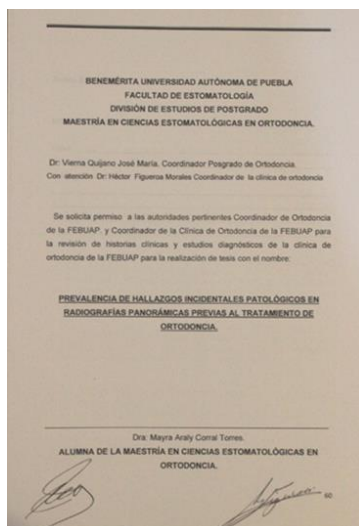 BENEMÉRITA UNIVERSIDAD AUTÓNOMA DE PUEBLA
FACULTAD DE ESTOMATOLOGÍA
DIVISIÓN DE ESTUDIOS DE POSTGRADO
MAESTRÍA EN CIENCIAS ESTOMATOLÓGICAS EN ORTODONCIA.
Dr: Vierna Quijano José María. Coordinador Posgrado de Ortodoncia.
Con atención Dr: Héctor Figueroa Morales Coordinador de la clínica de ortodoncia
Se solicita permiso a las autoridades pertinentes Coordinador de Ortodoncia
de la FEBUAP, y Coordinador de la Clínica de Ortodoncia de la FEBUAP para
la revisión de historias clínicas y estudios diagnósticos de la clínica de
ortodoncia de la FEBUAP para la realización de tesis con el nombre:
PREVALENCIA DE HALLAZGOS INCIDENTALES PATOLÓGICOS EN
RADIOGRAFÍAS PANORÁMICAS PREVIAS AL TRATAMIENTO DE
ORTODONCIA.
Dra: Mayra Araly Corral Torres.
ALUMNA DE LA MAESTRÍA EN CIENCIAS ESTOMATOLÓGICAS EN
ORTODONCIA.
60